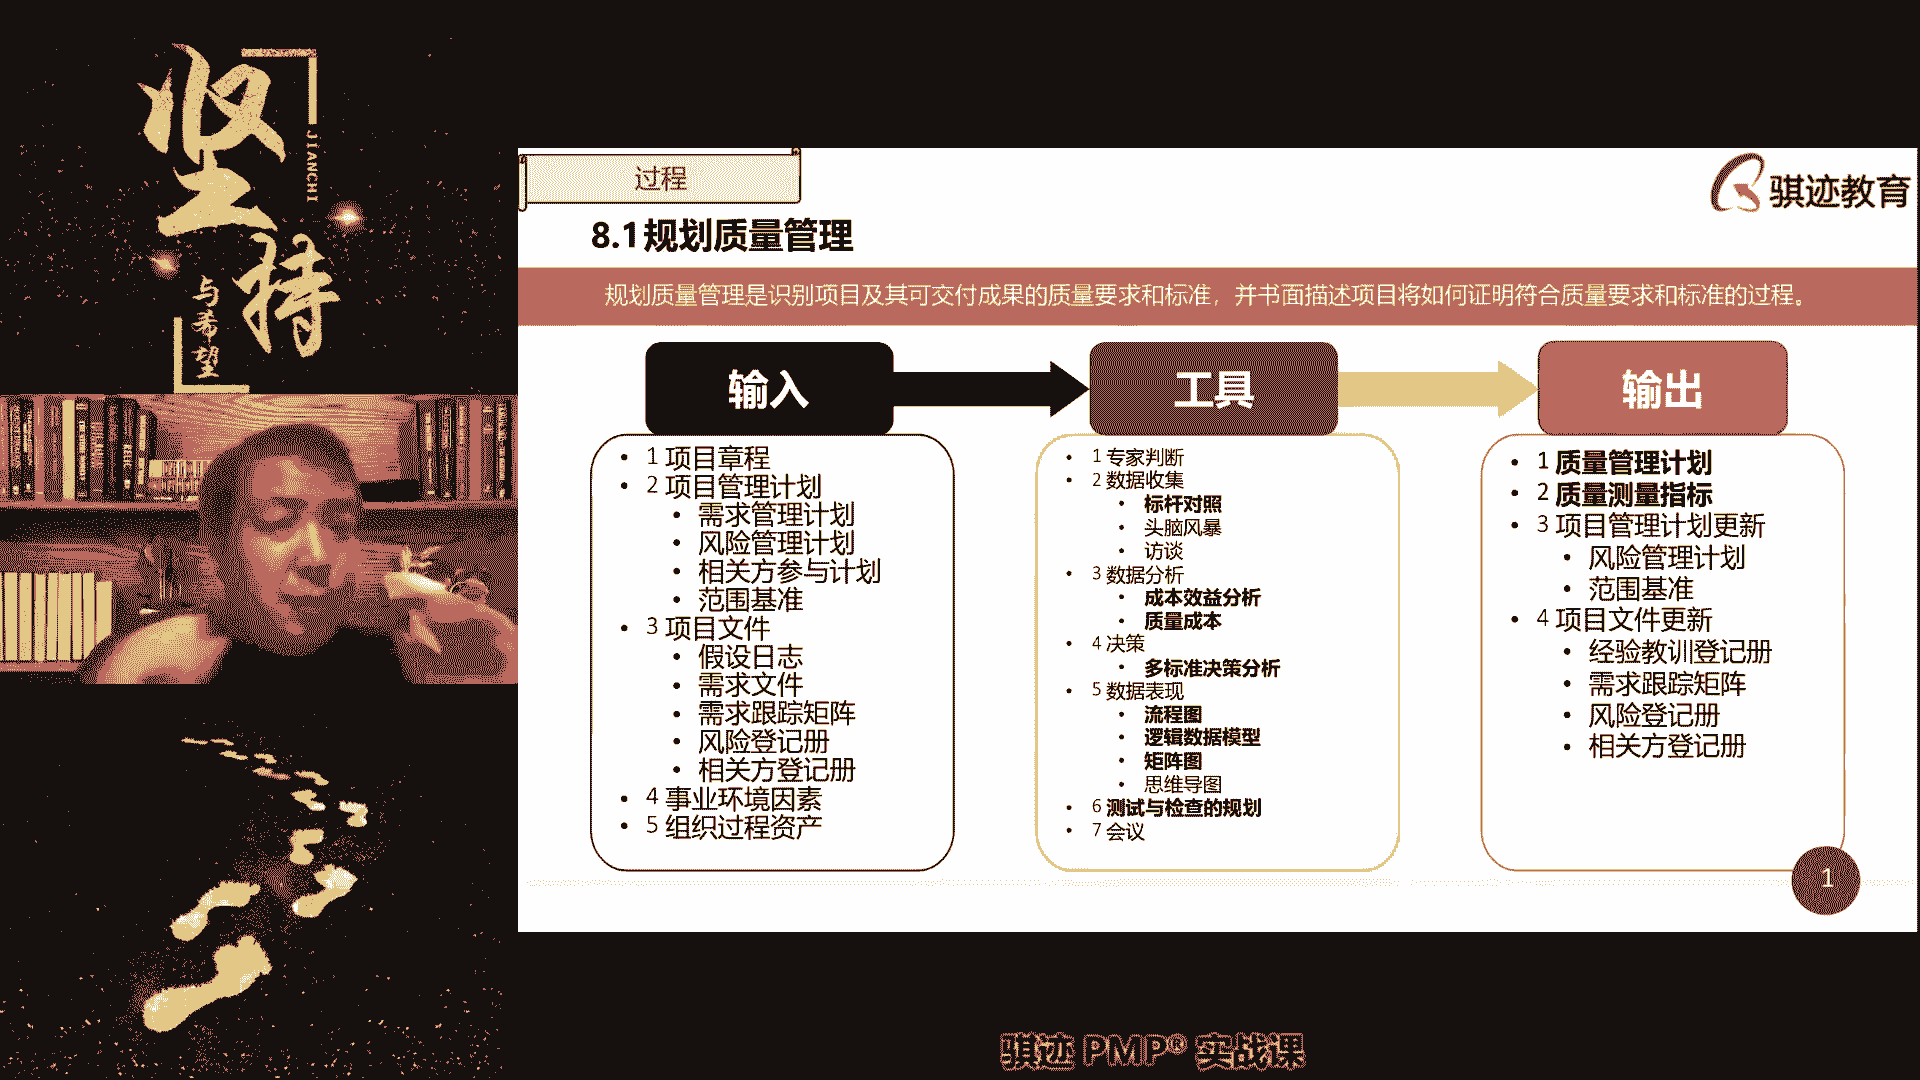 坚持
JIANCHI
与希望
过程
骐迹教育
8.1规划质量管理
规划质量管理是识别项目及其可交付成果的质量要求和标准，并书面描述项目将如何证明符合质量要求和标准的过程。
输入
• 1 项目章程
• 2 项目管理计划
• 需求管理计划
• 风险管理计划
• 相关方参与计划
• 范围基准
• 3 项目文件
• 假设日志
• 需求文件
• 需求跟踪矩阵
• 风险登记册
• 相关方登记册
• 4 事业环境因素
• 5 组织过程资产
工具
• 1 专家判断
• 2 数据收集
• 标杆对照
• 头脑风暴
• 访谈
• 3 数据分析
• 成本效益分析
• 质量成本
• 4 决策
• 多标准决策分析
• 5 数据表现
• 流程图
• 逻辑数据模型
• 矩阵图
• 思维导图
• 6 测试与检查的规划
• 7 会议
输出
• 1 质量管理计划
• 2 质量测量指标
• 3 项目管理计划更新
• 风险管理计划
• 范围基准
• 4 项目文件更新
• 经验教训登记册
• 需求跟踪矩阵
• 风险登记册
• 相关方登记册
1
骐迹 PMP® 实战课